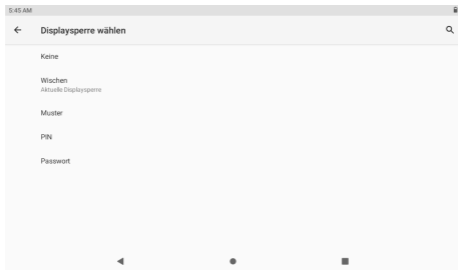 5:45 AM
Displaysperre wählen
Keine
Wischen
Aktuelle Displaysperre
Muster
PIN
Passwort